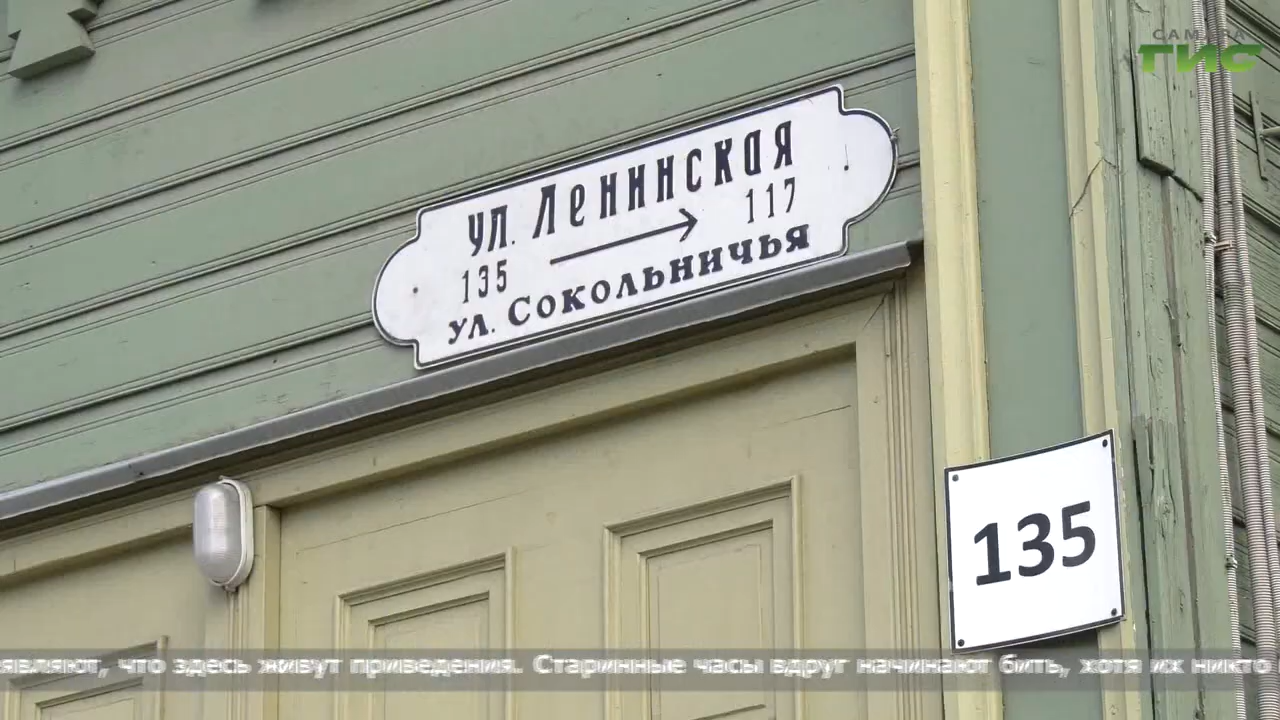 САМАРА
ГИС
ул. Ленинская
135 → 117
ул. Сокольничья
135
являют, что здесь живут приведения. Старинные часы вдруг начинают бить, хотя их никто